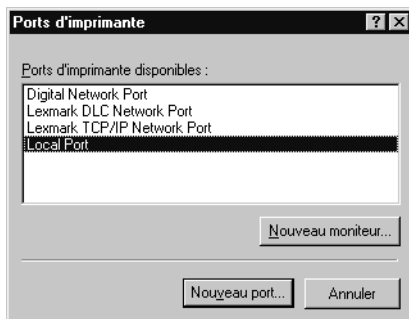 Ports d'imprimante
? X
Ports d'imprimante disponibles :
Digital Network Port
Lexmark DLC Network Port
Lexmark TCP/IP Network Port
Local Port
Nouveau moniteur...
Nouveau port...
Annuler